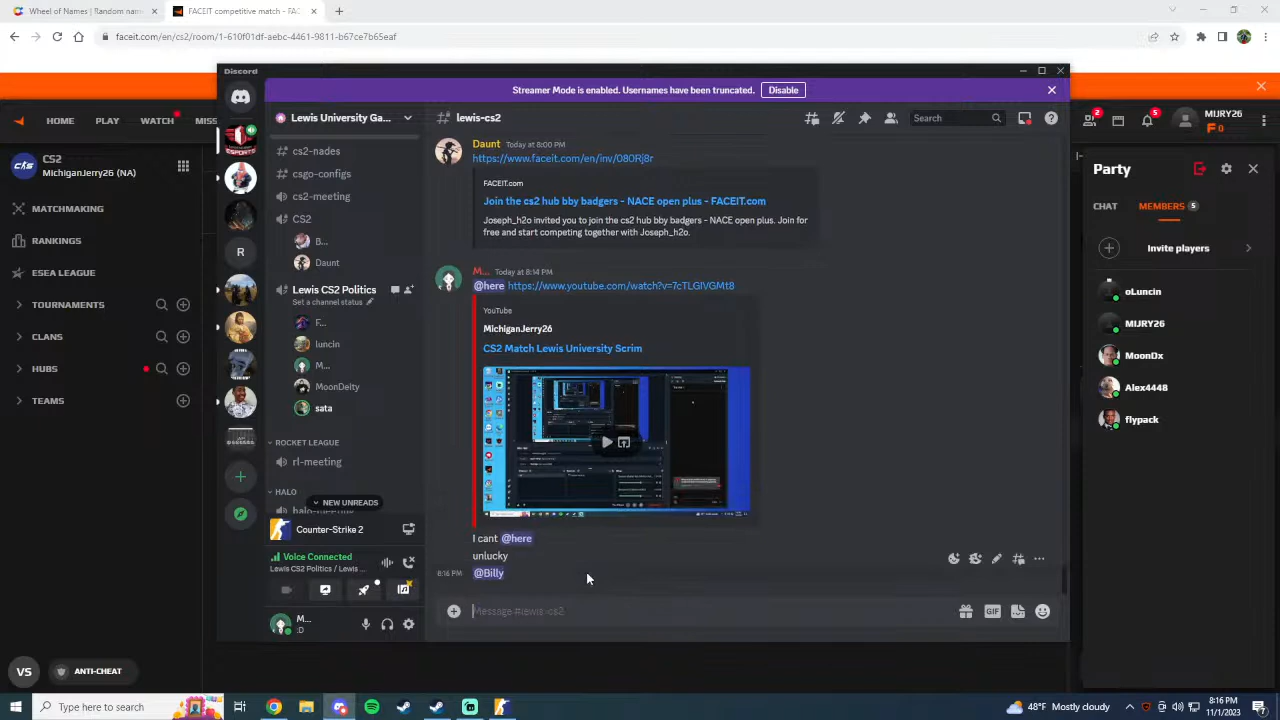 Wheel of Names | Random nam
FACEIT competitive match - FAC
faceit.com/en/cs2/room/1-610f01df-aebc-4461-9811-b67ce7b65eaf
Discord
Streamer Mode is enabled. Usernames have been truncated.
Disable
HOME
PLAY
WATCH
MISS
2
5
MIJRY26
0
CS2
MichiganJerry26 (NA)
MATCHMAKING
RANKINGS
ESEA LEAGUE
TOURNAMENTS
CLANS
HUBS
TEAMS
VS
ANTI-CHEAT
Lewis University Ga...
cs2-nades
csgo-configs
cs2-meeting
CS2
B...
Daunt
Lewis CS2 Politics
Set a channel status
F...
luncin
M...
MoonDeity
sata
ROCKET LEAGUE
rl-meeting
HALO
NEW UNREADS
R
Counter-Strike 2
Voice Connected
Lewis CS2 Politics / Lewis ...
M...
:D
lewis-cs2
Search
Daunt Today at 8:00 PM
https://www.faceit.com/en/inv/080Rj8r
FACEIT.com
Join the cs2 hub bby badgers - NACE open plus - FACEIT.com
Joseph_h2o invited you to join the cs2 hub bby badgers - NACE open plus. Join for
free and start competing together with Joseph_h2o.
M... Today at 8:14 PM
@here https://www.youtube.com/watch?v=7cTLGIVGMt8
YouTube
MichiganJerry26
CS2 Match Lewis University Scrim
I cant @here
unlucky
8:16 PM @Billy
Message #lewis-cs2
GIF
Party
CHAT
MEMBERS 5
Invite players
oLuncin
MIJRY26
MoonDx
Alex4448
flypack
Type here to search
48°F Mostly cloudy
8:16 PM
11/1/2023
7